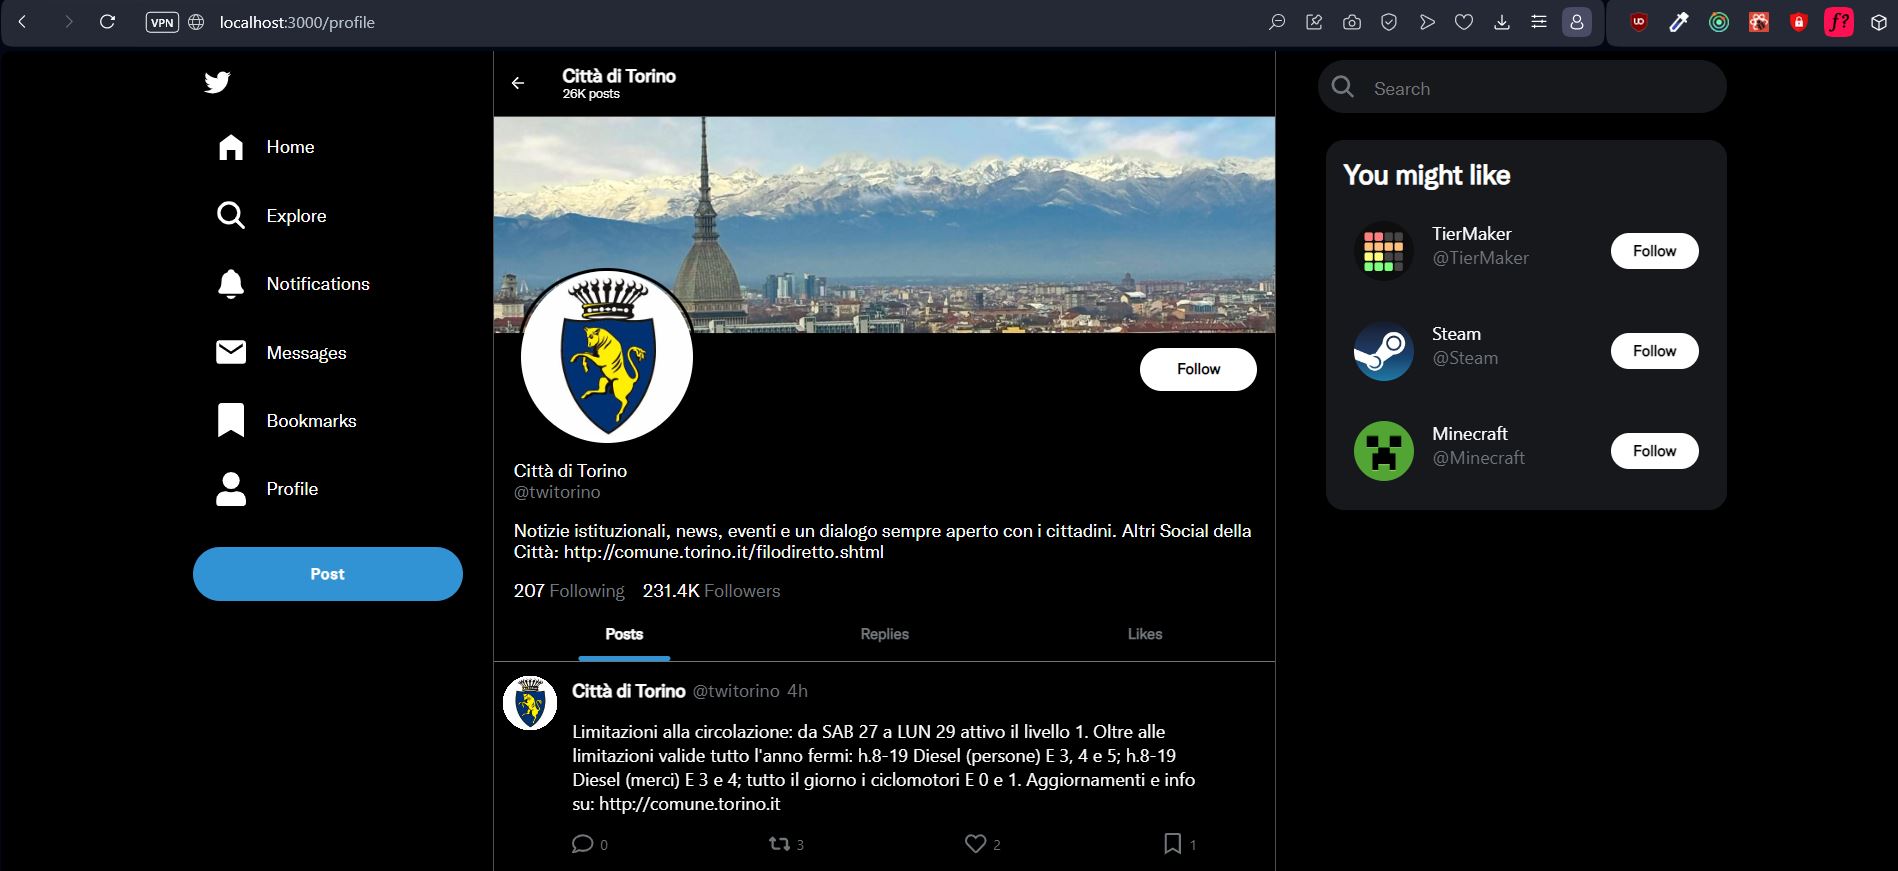 VPN localhost:3000/profile
Home
Explore
Notifications
Messages
Bookmarks
Profile
Post
Città di Torino
26K posts
Follow
Città di Torino
@twitorino
Notizie istituzionali, news, eventi e un dialogo sempre aperto con i cittadini. Altri Social della
Città: http://comune.torino.it/filodiretto.shtml
207 Following 231.4K Followers
Posts Replies Likes
Città di Torino @twitorino 4h
Limitazioni alla circolazione: da SAB 27 a LUN 29 attivo il livello 1. Oltre alle
limitazioni valide tutto l'anno fermi: h.8-19 Diesel (persone) E 3, 4 e 5; h.8-19
Diesel (merci) E 3 e 4; tutto il giorno i ciclomotori E 0 e 1. Aggiornamenti e info
su: http://comune.torino.it
0 3 2 1
Search
You might like
TierMaker
@TierMaker
Follow
Steam
@Steam
Follow
Minecraft
@Minecraft
Follow